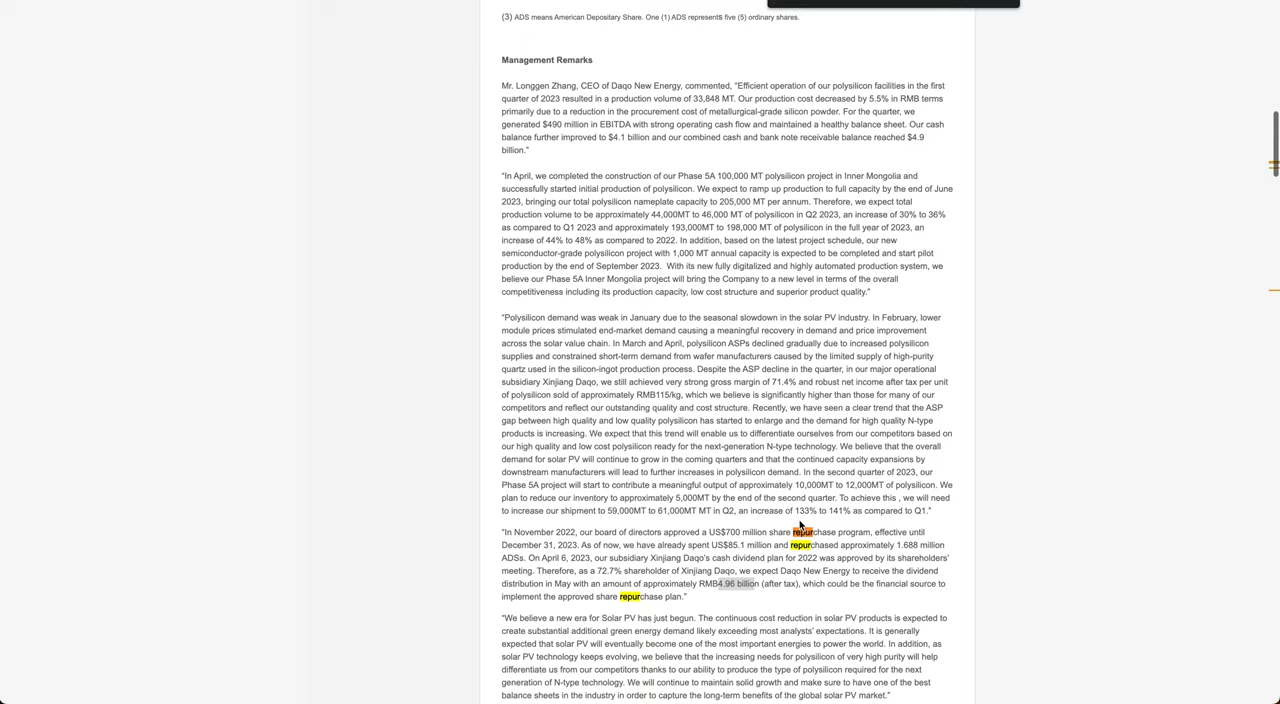 (3) ADS means American Depositary Share. One (1) ADS represents five (5) ordinary shares.
Management Remarks
Mr. Longgen Zhang, CEO of Daqo New Energy, commented, "Efficient operation of our polysilicon facilities in the first
quarter of 2023 resulted in a production volume of 33,848 MT. Our production cost decreased by 5.5% in RMB terms
primarily due to a reduction in the procurement cost of metallurgical-grade silicon powder. For the quarter, we
generated $490 million in EBITDA with strong operating cash flow and maintained a healthy balance sheet. Our cash
balance further improved to $4.1 billion and our combined cash and bank note receivable balance reached $4.9
billion."
"In April, we completed the construction of our Phase 5A 100,000 MT polysilicon project in Inner Mongolia and
successfully started initial production of polysilicon. We expect to ramp up production to full capacity by the end of June
2023, bringing our total polysilicon nameplate capacity to 205,000 MT per annum. Therefore, we expect total
production volume to be approximately 44,000MT to 46,000 MT of polysilicon in Q2 2023, an increase of 30% to 36%
as compared to Q1 2023 and approximately 193,000MT to 198,000 MT of polysilicon in the full year of 2023, an
increase of 44% to 48% as compared to 2022. In addition, based on the latest project schedule, our new
semiconductor-grade polysilicon project with 1,000 MT annual capacity is expected to be completed and start pilot
production by the end of September 2023.  With its new fully digitalized and highly automated production system, we
believe our Phase 5A Inner Mongolia project will bring the Company to a new level in terms of the overall
competitiveness including its production capacity, low cost structure and superior product quality."
"Polysilicon demand was weak in January due to the seasonal slowdown in the solar PV industry. In February, lower
module prices stimulated end-market demand causing a meaningful recovery in demand and price improvement
across the solar value chain. In March and April, polysilicon ASPs declined gradually due to increased polysilicon
supplies and constrained short-term demand from wafer manufacturers caused by the limited supply of high-purity
quartz used in the silicon-ingot production process. Despite the ASP decline in the quarter, in our major operational
subsidiary Xinjiang Daqo, we still achieved very strong gross margin of 71.4% and robust net income after tax per unit
of polysilicon sold of approximately RMB115/kg, which we believe is significantly higher than those for many of our
competitors and reflect our outstanding quality and cost structure. Recently, we have seen a clear trend that the ASP
gap between high quality and low quality polysilicon has started to enlarge and the demand for high quality N-type
products is increasing. We expect that this trend will enable us to differentiate ourselves from our competitors based on
our high quality and low cost polysilicon ready for the next-generation N-type technology. We believe that the overall
demand for solar PV will continue to grow in the coming quarters and that the continued capacity expansions by
downstream manufacturers will lead to further increases in polysilicon demand. In the second quarter of 2023, our
Phase 5A project will start to contribute a meaningful output of approximately 10,000MT to 12,000MT of polysilicon. We
plan to reduce our inventory to approximately 5,000MT by the end of the second quarter. To achieve this , we will need
to increase our shipment to 59,000MT to 61,000MT MT in Q2, an increase of 133% to 141% as compared to Q1."
"In November 2022, our board of directors approved a US$700 million share repurchase program, effective until
December 31, 2023. As of now, we have already spent US$85.1 million and repurchased approximately 1.688 million
ADSs. On April 6, 2023, our subsidiary Xinjiang Daqo's cash dividend plan for 2022 was approved by its shareholders'
meeting. Therefore, as a 72.7% shareholder of Xinjiang Daqo, we expect Daqo New Energy to receive the dividend
distribution in May with an amount of approximately RMB4.96 billion (after tax), which could be the financial source to
implement the approved share repurchase plan."
"We believe a new era for Solar PV has just begun. The continuous cost reduction in solar PV products is expected to
create substantial additional green energy demand likely exceeding most analysts' expectations. It is generally
expected that solar PV will eventually become one of the most important energies to power the world. In addition, as
solar PV technology keeps evolving, we believe that the increasing needs for polysilicon of very high purity will help
differentiate us from our competitors thanks to our ability to produce the type of polysilicon required for the next
generation of N-type technology. We will continue to maintain solid growth and make sure to have one of the best
balance sheets in the industry in order to capture the long-term benefits of the global solar PV market."